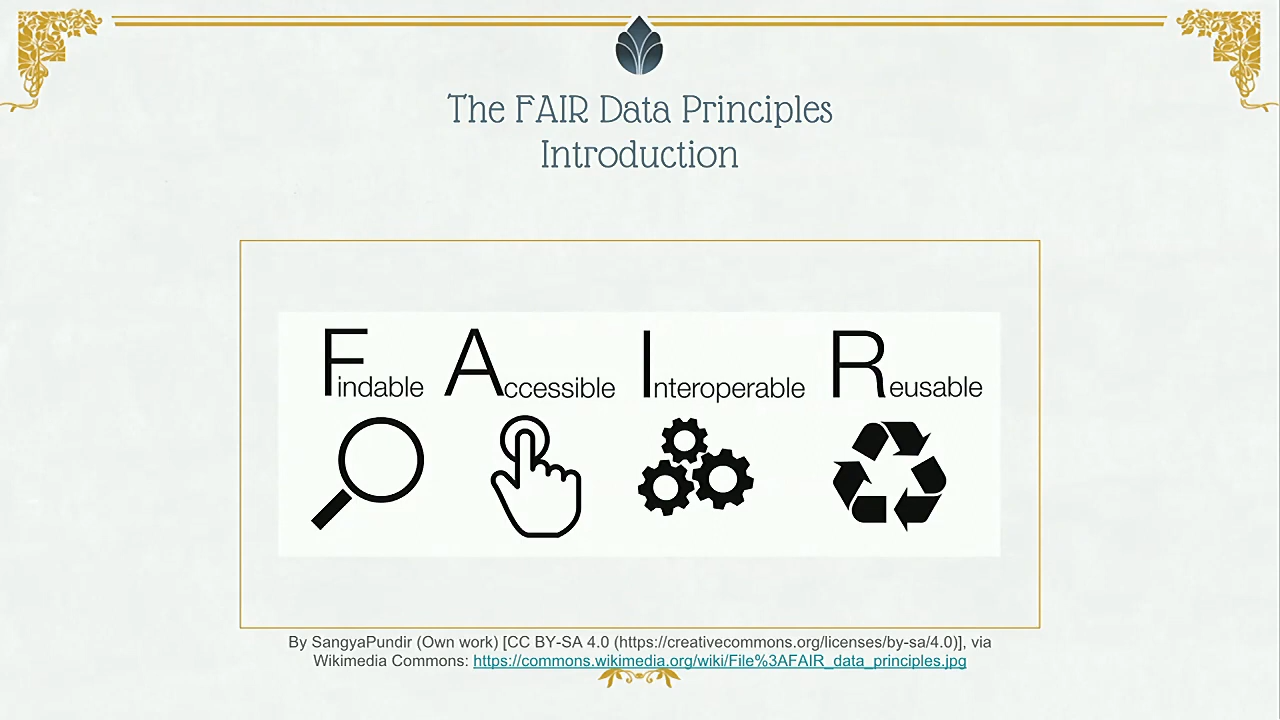 The FAIR Data Principles
Introduction
Findable Accessible Interoperable Reusable
By SangyaPundir (Own work) [CC BY-SA 4.0 (https://creativecommons.org/licenses/by-sa/4.0)], via
Wikimedia Commons: https://commons.wikimedia.org/wiki/File%3AFAIR_data_principles.jpg